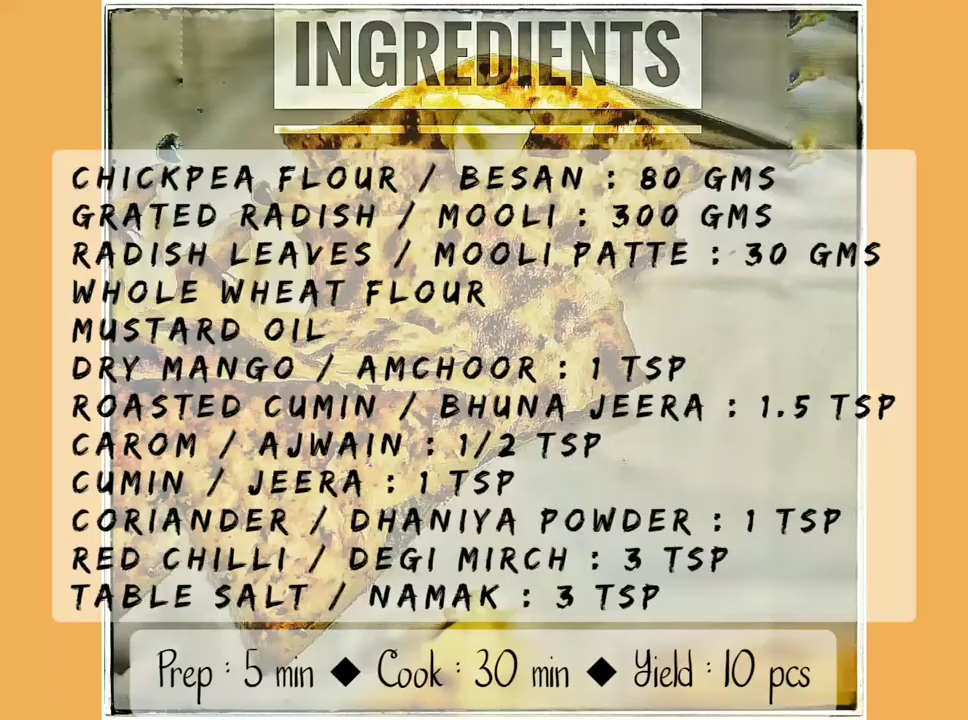 INGREDIENTS
CHICKPEA FLOUR / BESAN : 80 GMS
GRATED RADISH / MOOLI : 300 GMS
RADISH LEAVES / MOOLI PATTE : 30 GMS
WHOLE WHEAT FLOUR
MUSTARD OIL
DRY MANGO / AMCHOOR : 1 TSP
ROASTED CUMIN / BHUNA JEERA : 1.5 TSP
CAROM / AJWAIN : 1/2 TSP
CUMIN / JEERA : 1 TSP
CORIANDER / DHANIYA POWDER : 1 TSP
RED CHILLI / DEGI MIRCH : 3 TSP
TABLE SALT / NAMAK : 3 TSP
Prep : 5 min ◆ Cook : 30 min ◆ Yield : 10 pcs